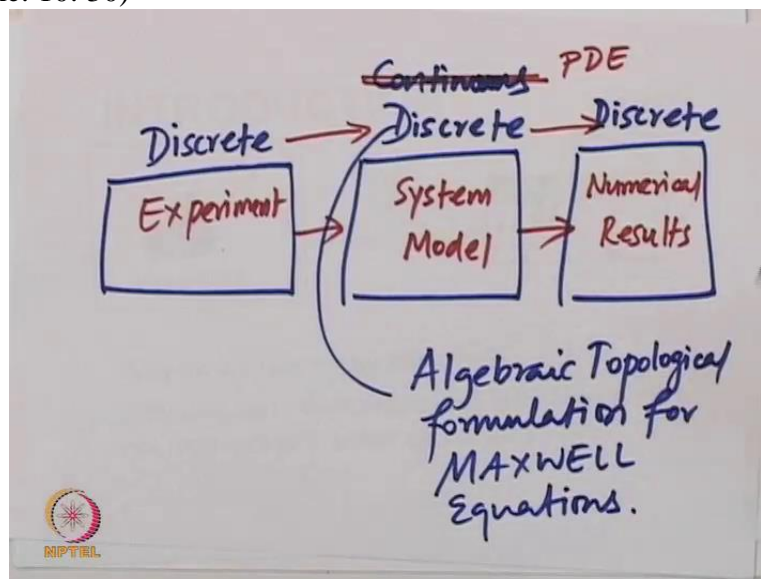 Continuous PDE
Discrete Discrete Discrete
Experiment System Model Numerical Results
Algebraic Topological
formulation for
MAXWELL
Equations.
NPTEL